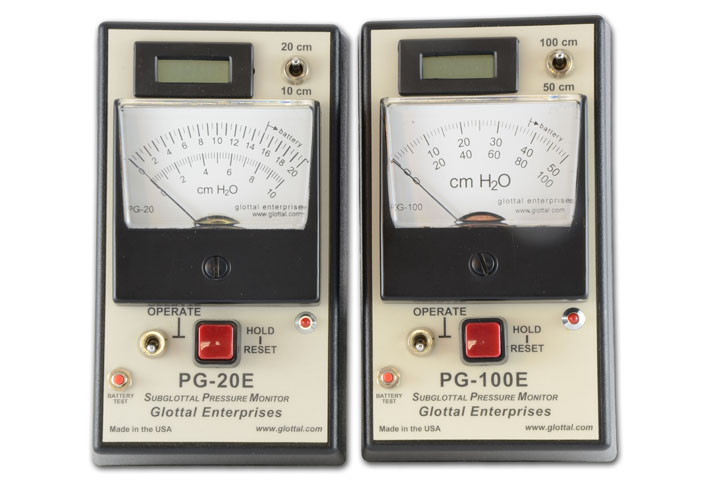 20 cm
10 cm
battery
0 2 4 6 8 10 12 14 16 18 20
0 2 4 6 8 10
cm H₂O
PG-20
glottal enterprises
www.glottal.com
OPERATE
HOLD
RESET
BATTERY
TEST
PG-20E
SUBGLOTTAL PRESSURE MONITOR
Glottal Enterprises
Made in the USA
www.glottal.com
100 cm
50 cm
battery
0 10 20 30 40 50
20 40 60 80 100
cm H₂O
PG-100
glottal enterprises
www.glottal.com
OPERATE
HOLD
RESET
BATTERY
TEST
PG-100E
SUBGLOTTAL PRESSURE MONITOR
Glottal Enterprises
Made in the USA
www.glottal.com